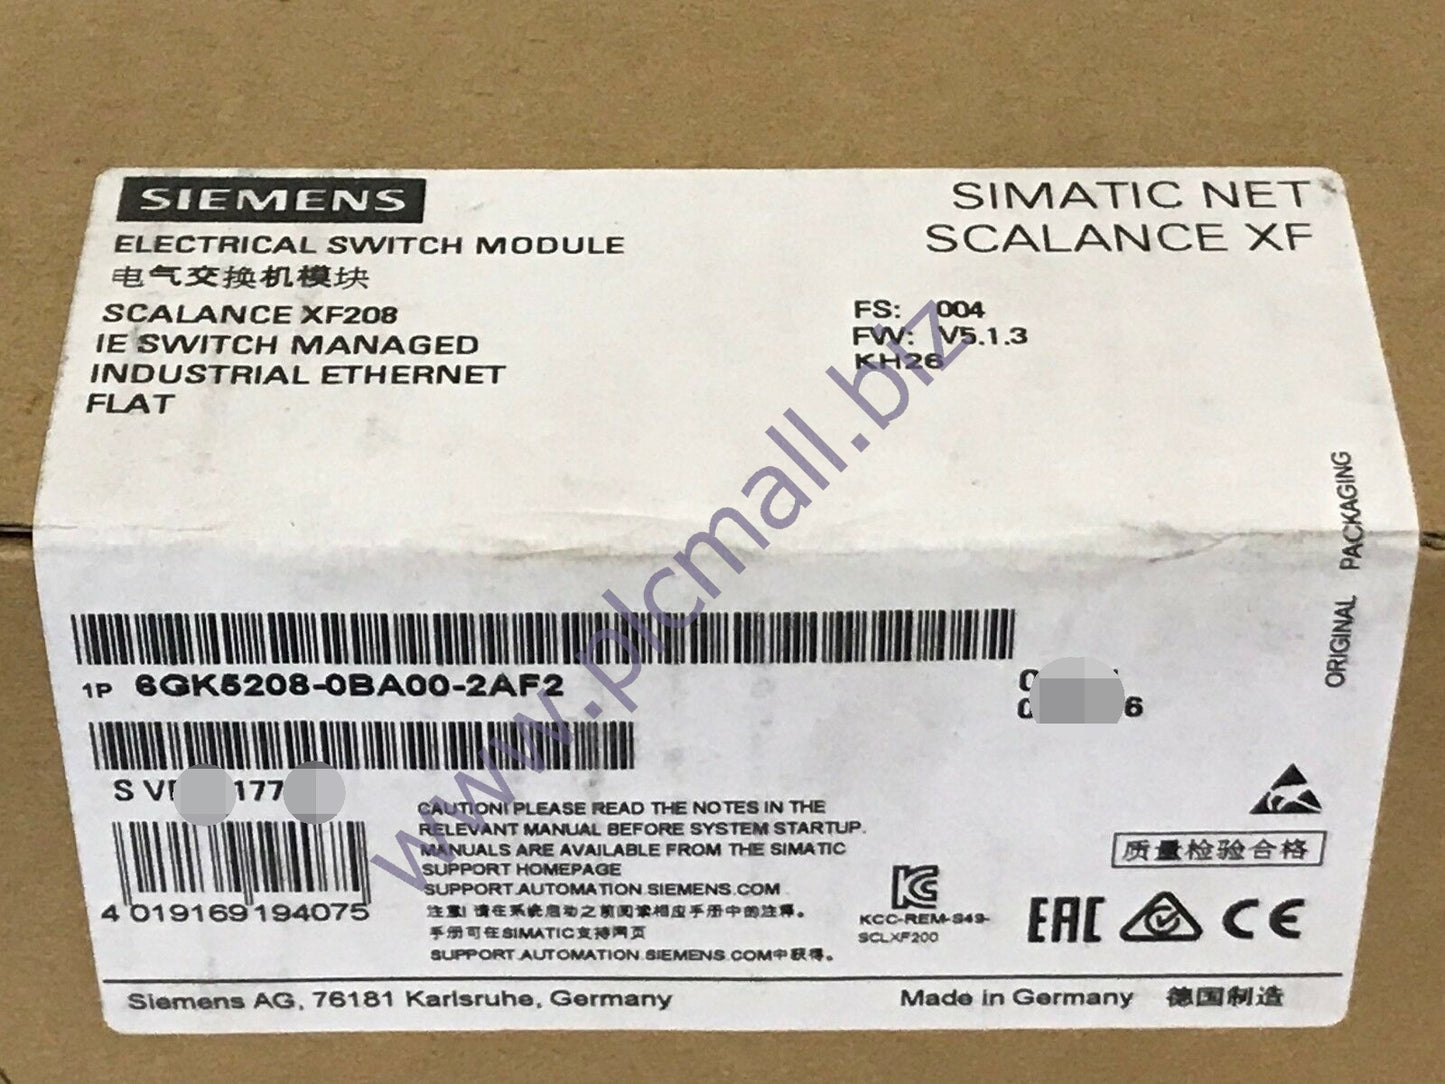 SIEMENS
SIMATIC NET
SCALANCE XF
ELECTRICAL SWITCH MODULE
电气交换机模块
SCALANCE XF208
IE SWITCH MANAGED
INDUSTRIAL ETHERNET
FLAT
FS: 004
FW: V5.1.3
KH26
ORIGINAL PACKAGING
1P 6GK5208-0BA00-2AF2
S V 177
6
4 019169 194075
CAUTION! PLEASE READ THE NOTES IN THE
RELEVANT MANUAL BEFORE SYSTEM STARTUP.
MANUALS ARE AVAILABLE FROM THE SIMATIC
SUPPORT HOMEPAGE
SUPPORT.AUTOMATION.SIEMENS.COM
注意! 请在系统启动之前阅读相应手册中的注释。
手册可在SIMATIC支持网页
SUPPORT.AUTOMATION.SIEMENS.COM中获得。
KCC-REM-S49-
SCLXF200
质量检验合格
EAC
CE
Siemens AG, 76181 Karlsruhe, Germany
Made in Germany 德国制造
www.plcmall.biz